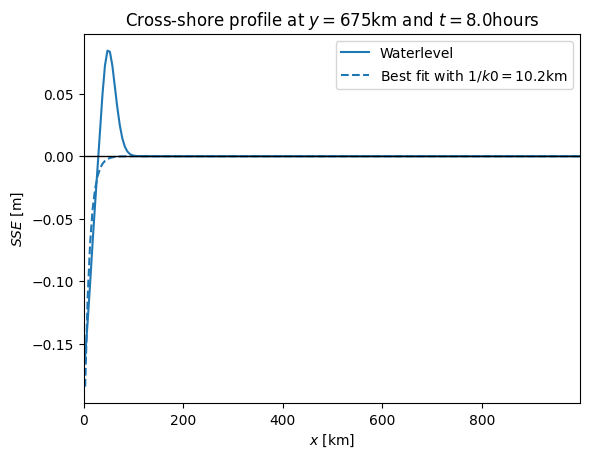 Cross-shore profile at y = 675km and t = 8.0hours
Waterlevel
Best fit with 1/k0 = 10.2km
0.05
0.00
−0.05
−0.10
−0.15
SSE [m]
0 200 400 600 800
x [km]